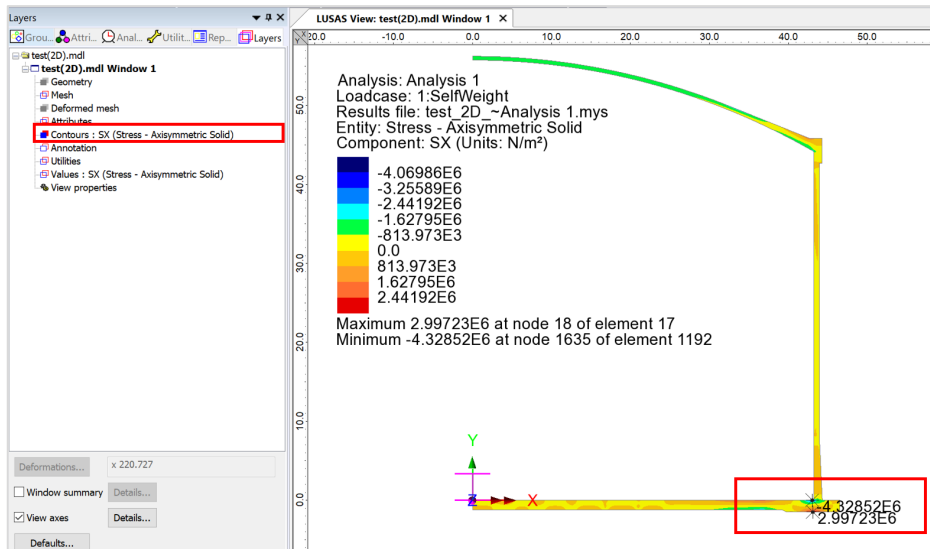 Layers
Grou... Attri... Anal... Utilit... Rep... Layers
test(2D).mdl
test(2D).mdl Window 1
Geometry
Mesh
Deformed mesh
Attributes
Contours : SX (Stress - Axisymmetric Solid)
Annotation
Utilities
Values : SX (Stress - Axisymmetric Solid)
View properties
Deformations...
x 220.727
Window summary
Details...
View axes
Details...
Defaults...
LUSAS View: test(2D).mdl Window 1
X
Y
20.0 -10.0 0.0 10.0 20.0 30.0 40.0 50.0
50.0
40.0
30.0
20.0
10.0
0.0
Analysis: Analysis 1
Loadcase: 1:SelfWeight
Results file: test_2D_~Analysis 1.mys
Entity: Stress - Axisymmetric Solid
Component: SX (Units: N/m²)
-4.06986E6
-3.25589E6
-2.44192E6
-1.62795E6
-813.973E3
0.0
813.973E3
1.62795E6
2.44192E6
Maximum 2.99723E6 at node 18 of element 17
Minimum -4.32852E6 at node 1635 of element 1192
Y
Z
X
-4.32852E6
2.99723E6